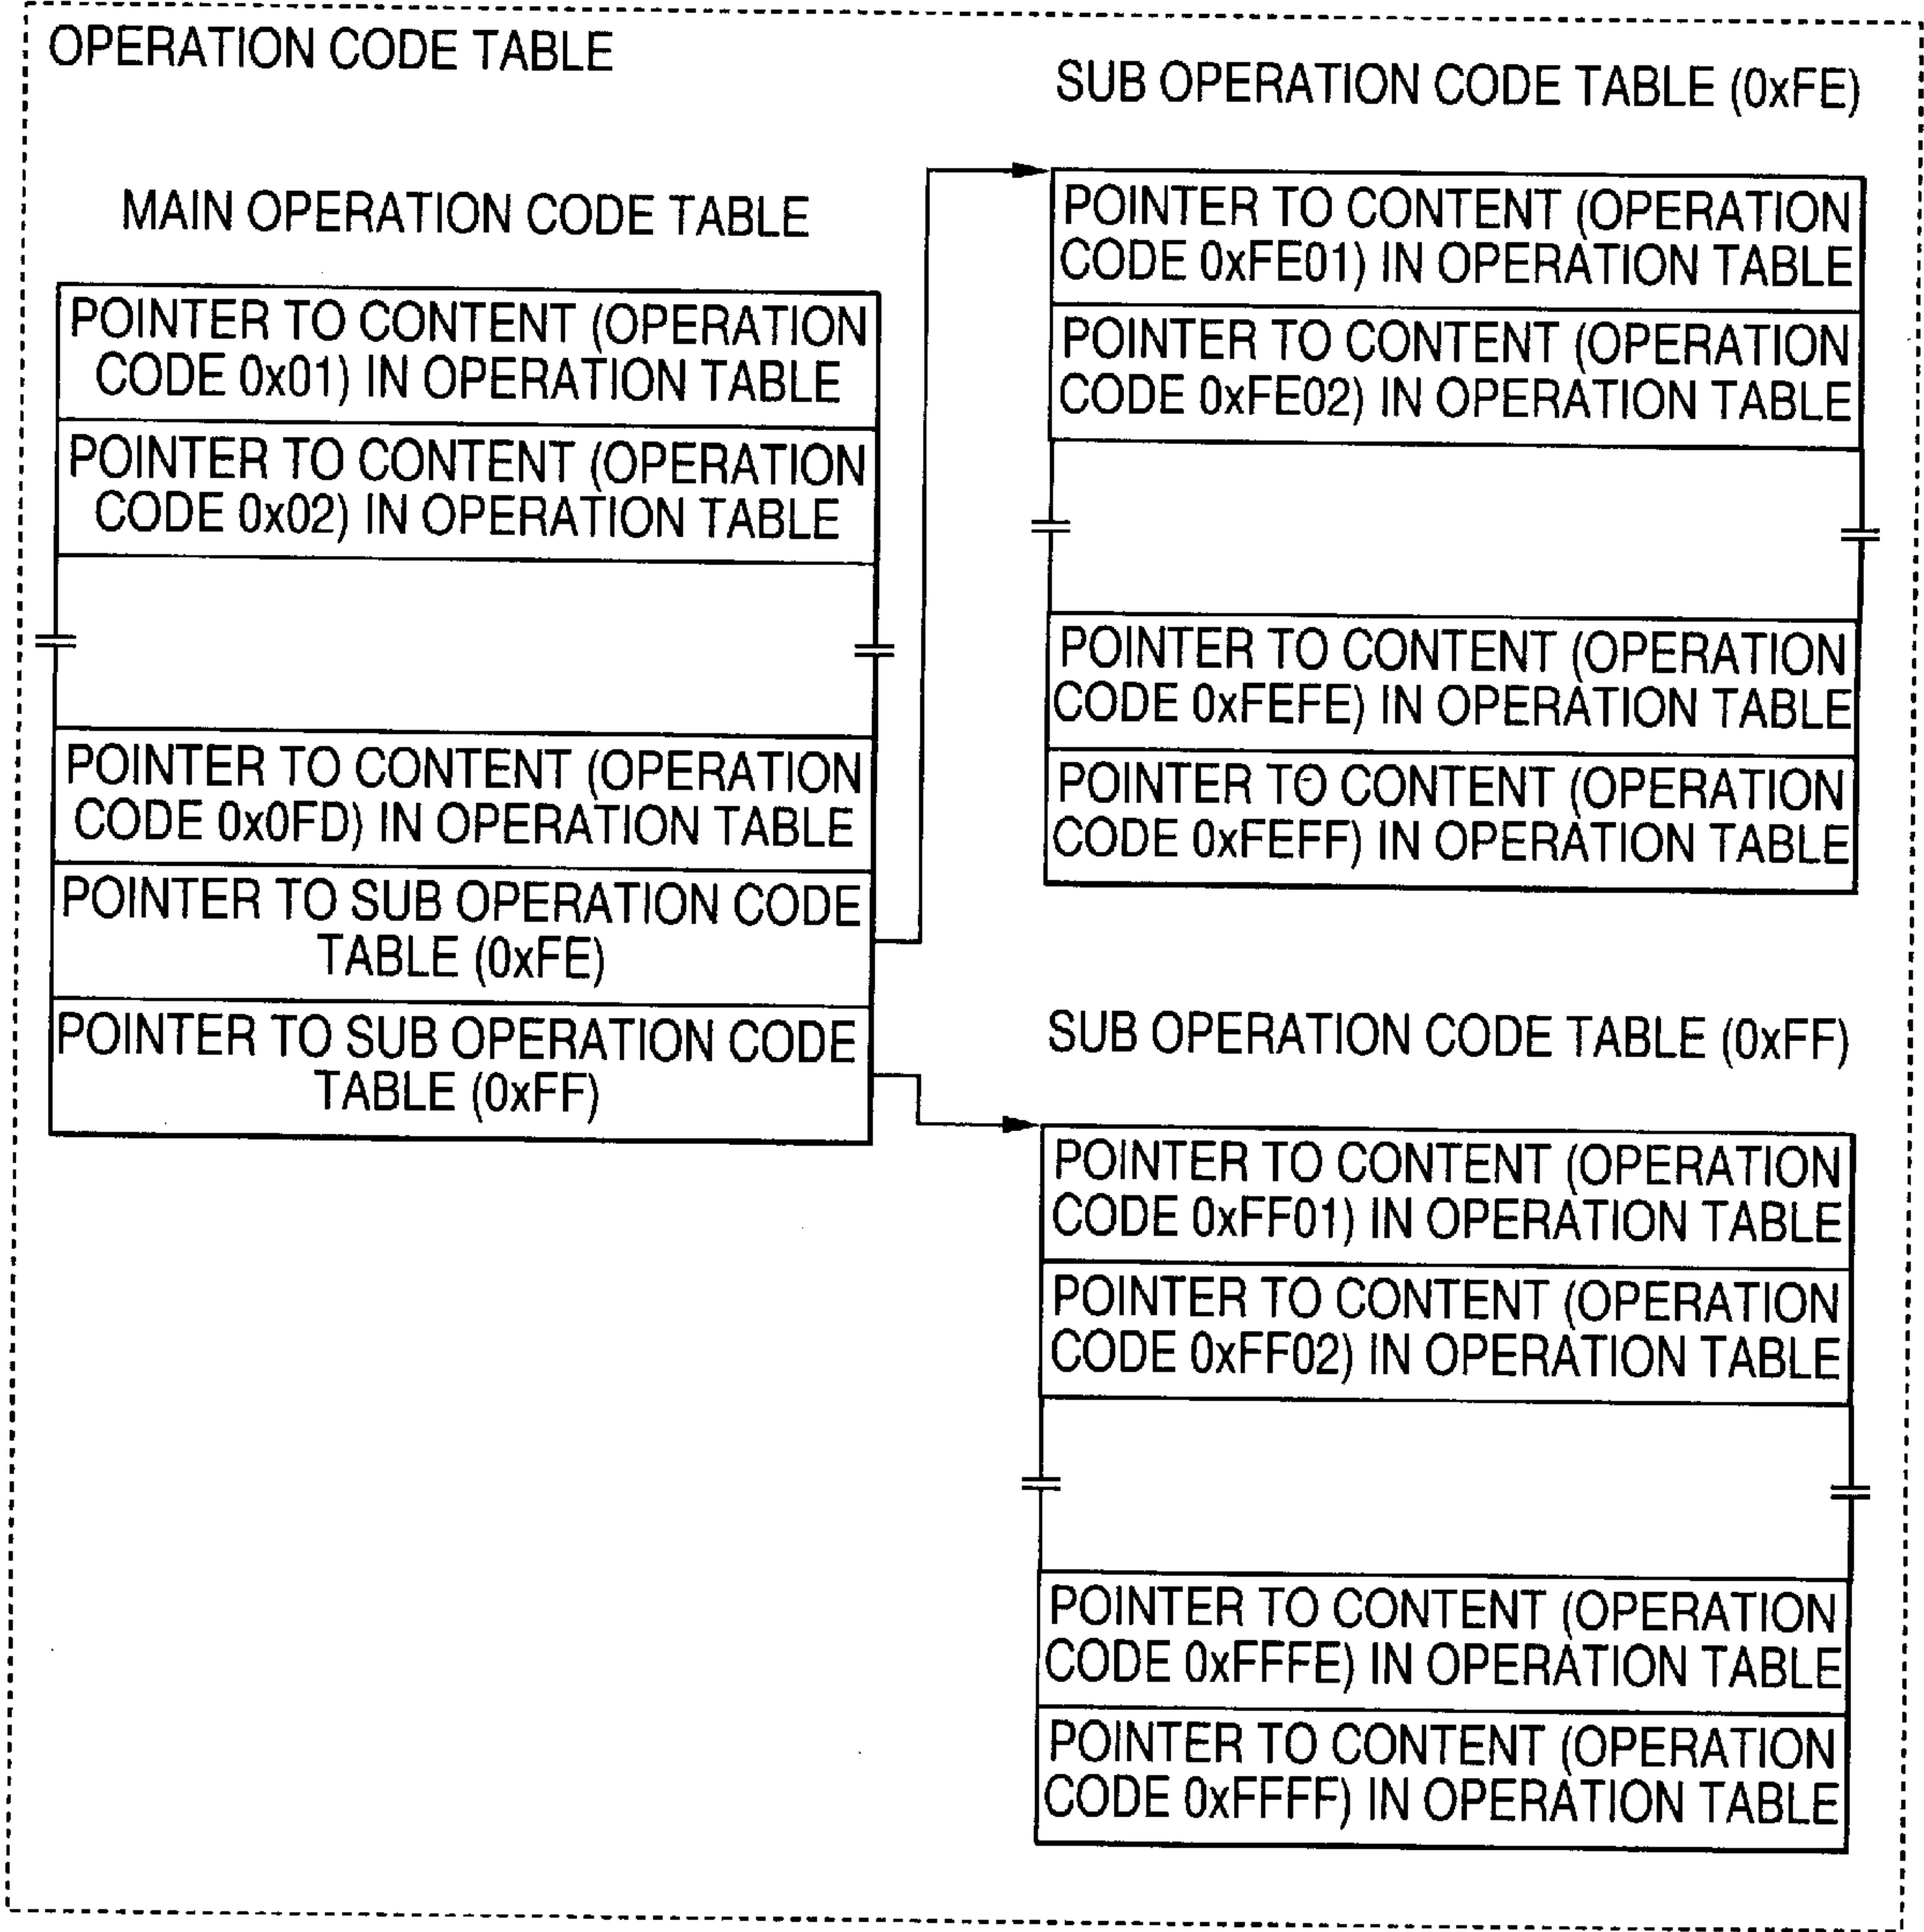 OPERATION CODE TABLE
MAIN OPERATION CODE TABLE
POINTER TO CONTENT (OPERATION
CODE 0x01) IN OPERATION TABLE
POINTER TO CONTENT (OPERATION
CODE 0x02) IN OPERATION TABLE
POINTER TO CONTENT (OPERATION
CODE 0x0FD) IN OPERATION TABLE
POINTER TO SUB OPERATION CODE
TABLE (0xFE)
POINTER TO SUB OPERATION CODE
TABLE (0xFF)
SUB OPERATION CODE TABLE (0xFE)
POINTER TO CONTENT (OPERATION
CODE 0xFE01) IN OPERATION TABLE
POINTER TO CONTENT (OPERATION
CODE 0xFE02) IN OPERATION TABLE
POINTER TO CONTENT (OPERATION
CODE 0xFEFE) IN OPERATION TABLE
POINTER TO CONTENT (OPERATION
CODE 0xFEFF) IN OPERATION TABLE
SUB OPERATION CODE TABLE (0xFF)
POINTER TO CONTENT (OPERATION
CODE 0xFF01) IN OPERATION TABLE
POINTER TO CONTENT (OPERATION
CODE 0xFF02) IN OPERATION TABLE
POINTER TO CONTENT (OPERATION
CODE 0xFFFE) IN OPERATION TABLE
POINTER TO CONTENT (OPERATION
CODE 0xFFFF) IN OPERATION TABLE